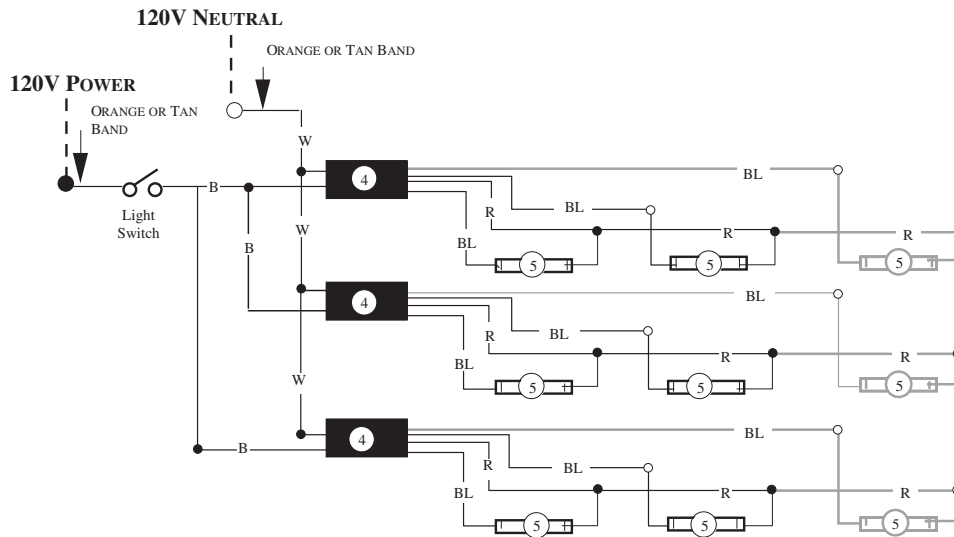 120V NEUTRAL
ORANGE OR TAN BAND
120V POWER
ORANGE OR TAN
BAND
W
4
BL
B
Light
Switch
R
BL
W
B
BL
R
R
5
5
5
4
BL
R
BL
R
R
W
BL
5
5
5
4
BL
B
R
BL
R
R
BL
5
5
5